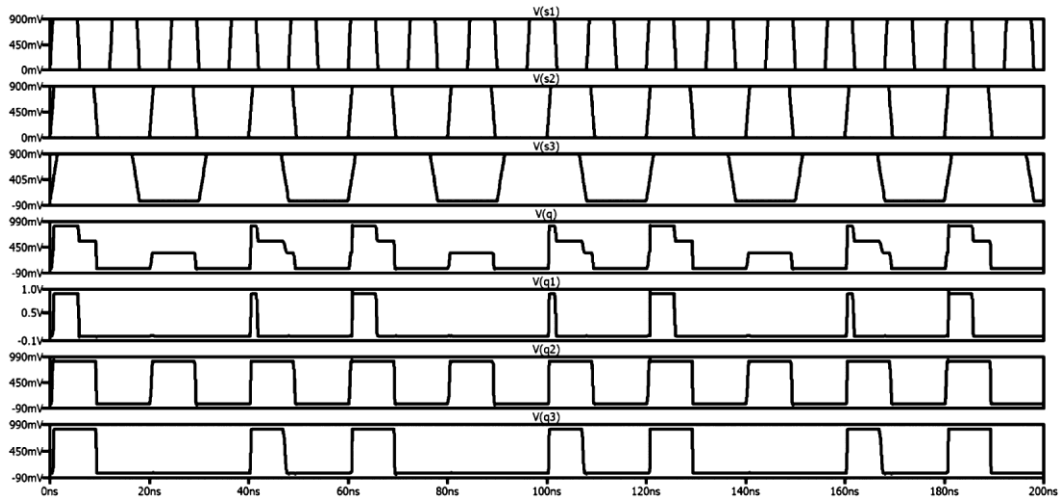 V(s1)
900mV
450mV
0mV
V(s2)
900mV
450mV
0mV
V(s3)
900mV
405mV
-90mV
V(q)
990mV
450mV
-90mV
V(q1)
1.0V
0.5V
-0.1V
V(q2)
990mV
450mV
-90mV
V(q3)
990mV
450mV
-90mV
0ns 20ns 40ns 60ns 80ns 100ns 120ns 140ns 160ns 180ns 200ns